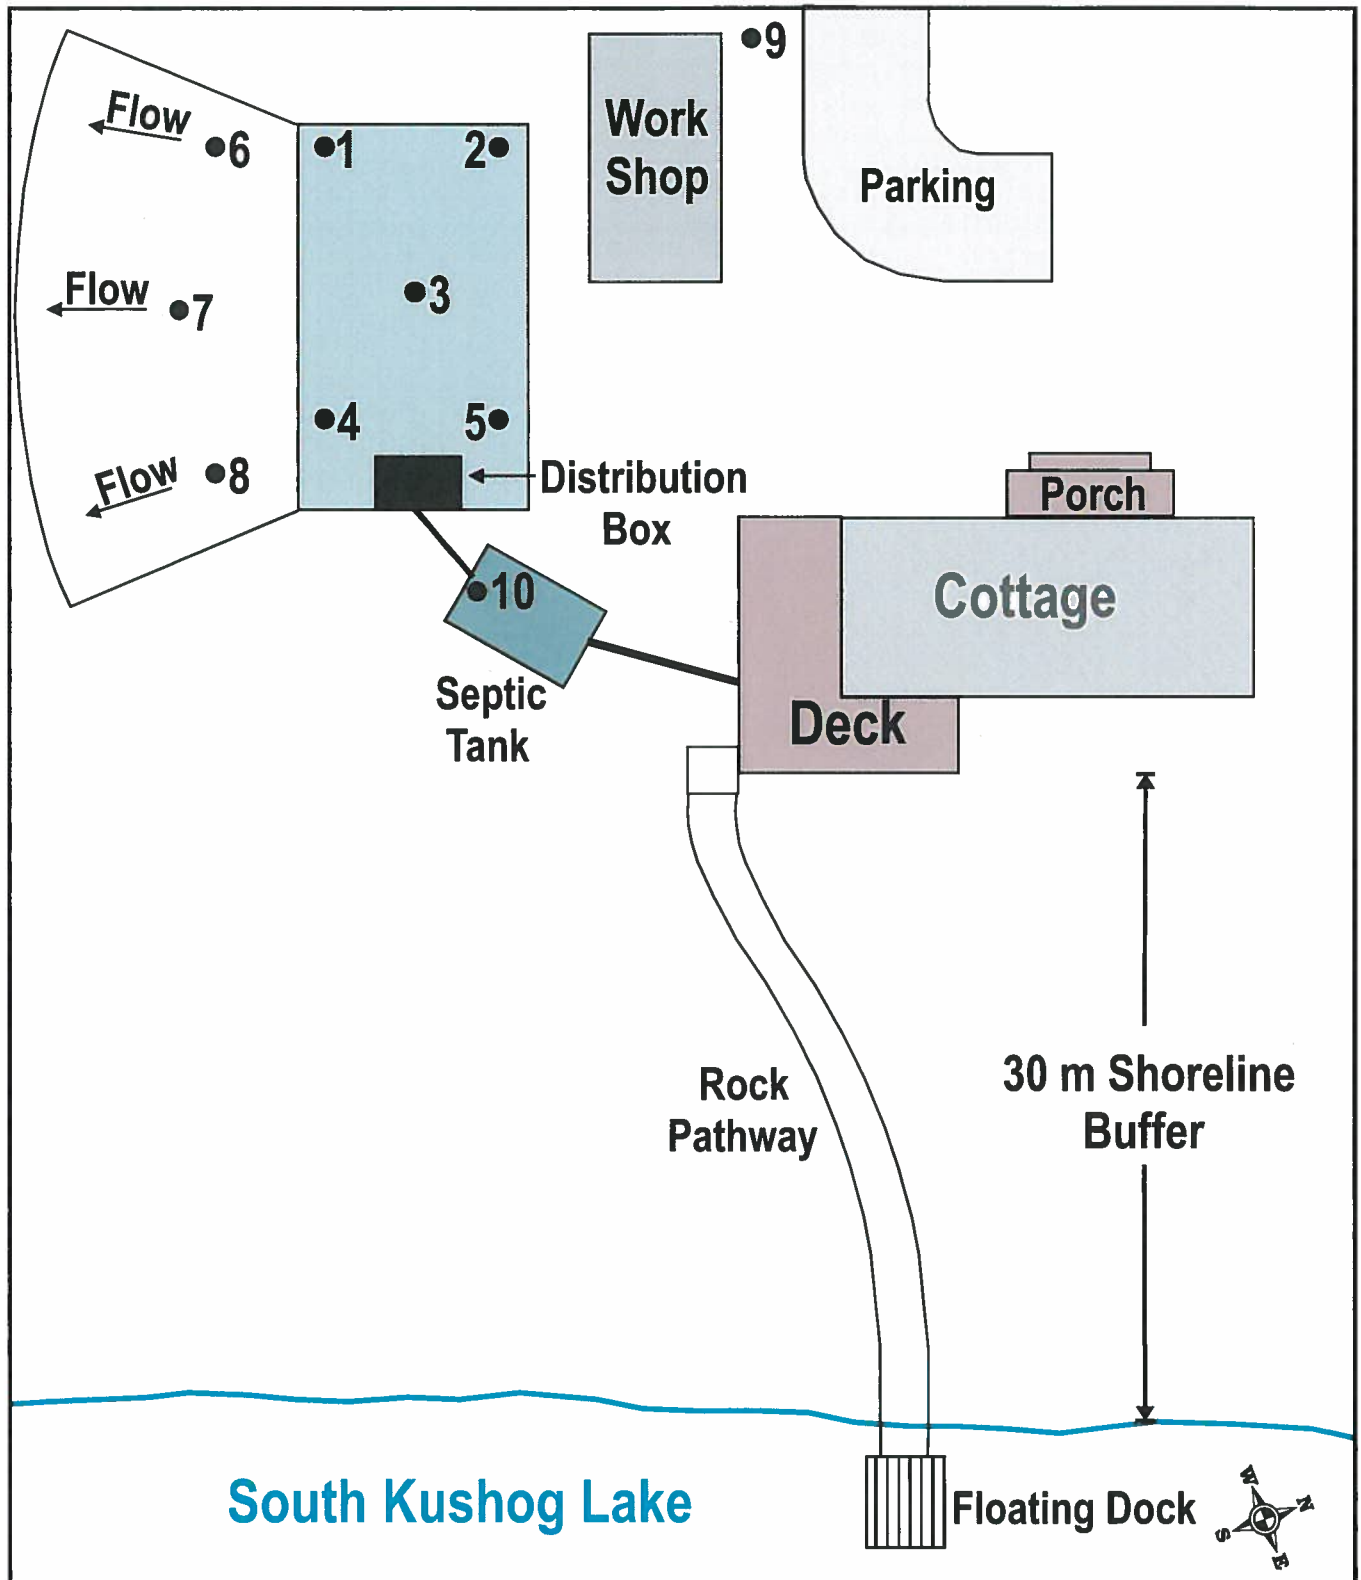 9
Work
Shop
Flow
6
1
2
Parking
3
Flow
7
4
5
Flow
8
Distribution
Box
Porch
10
Cottage
Septic
Tank
Deck
Rock
Pathway
30 m Shoreline
Buffer
South Kushog Lake
Floating Dock
W
N
S
E